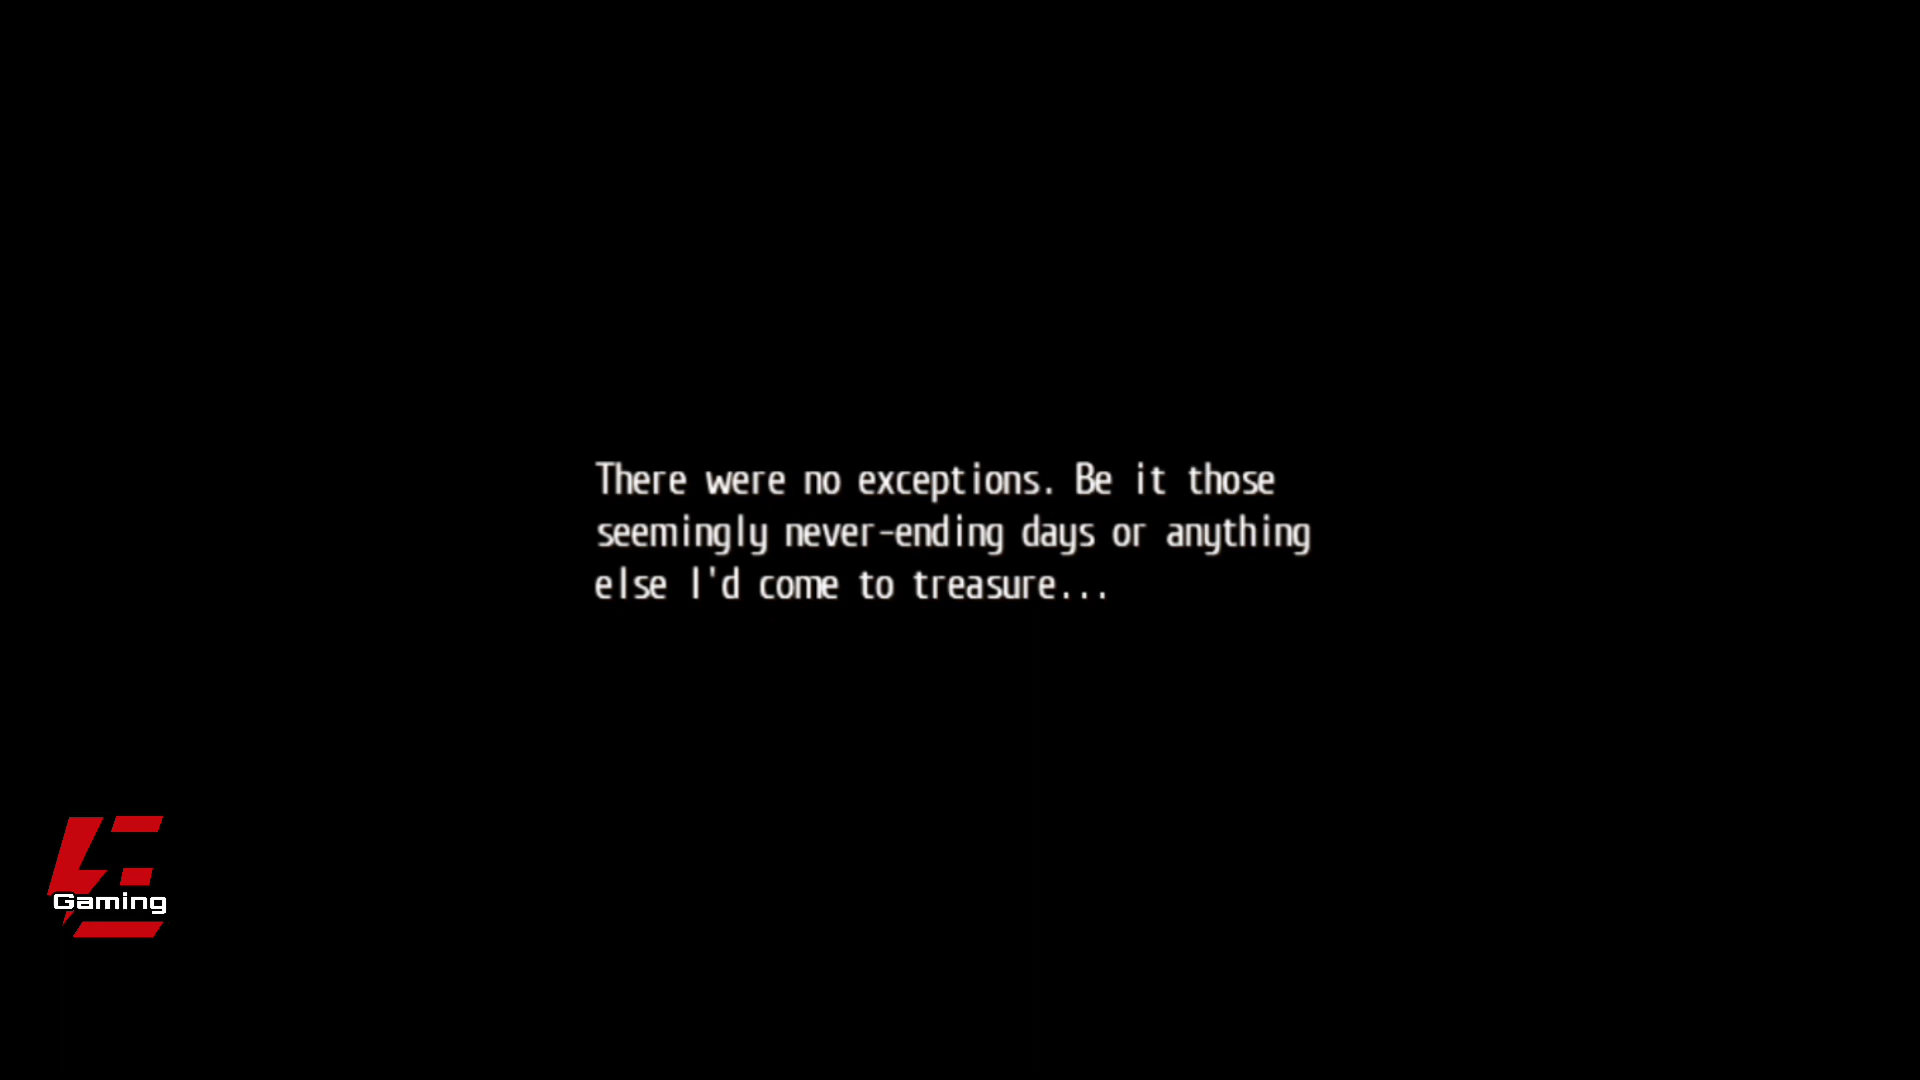 There were no exceptions. Be it those
seemingly never-ending days or anything
else I'd come to treasure...
Gaming